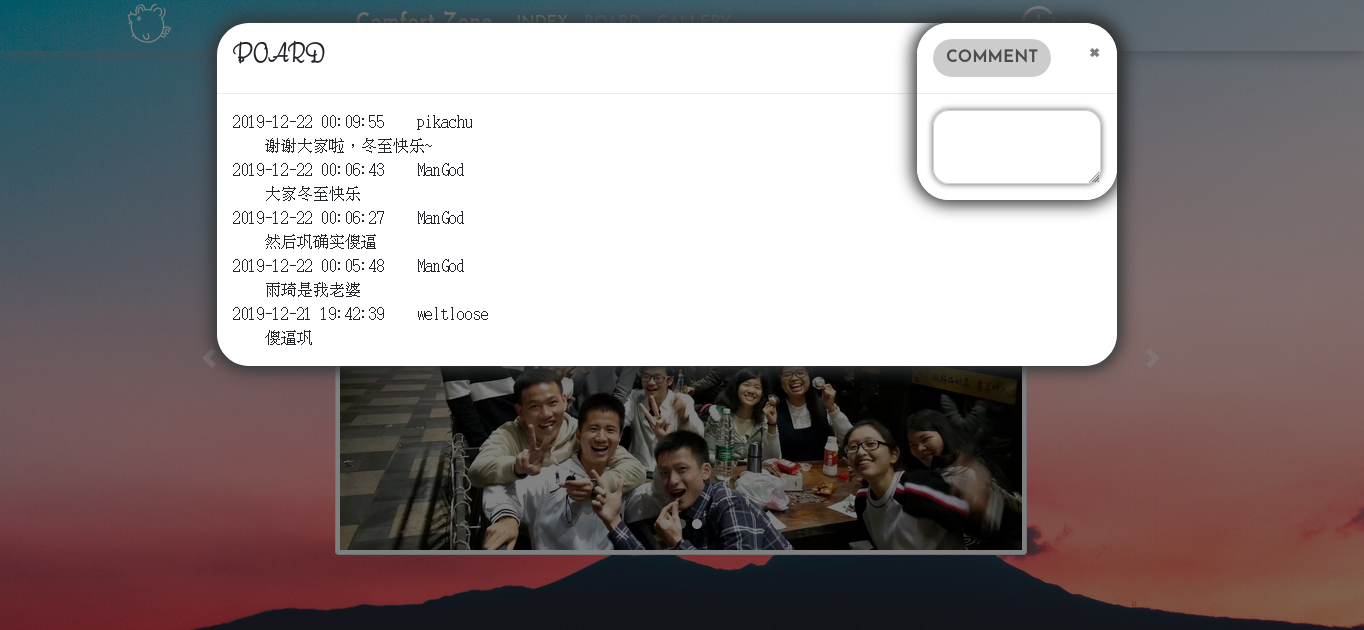 Comfort Zone INDEX BOARD GALLERY
BOARD
COMMENT
2019-12-22 00:09:55 pikachu
谢谢大家啦，冬至快乐~
2019-12-22 00:06:43 ManGod
大家冬至快乐
2019-12-22 00:06:27 ManGod
然后巩确实傻逼
2019-12-22 00:05:48 ManGod
雨琦是我老婆
2019-12-21 19:42:39 weltloose
傻逼巩